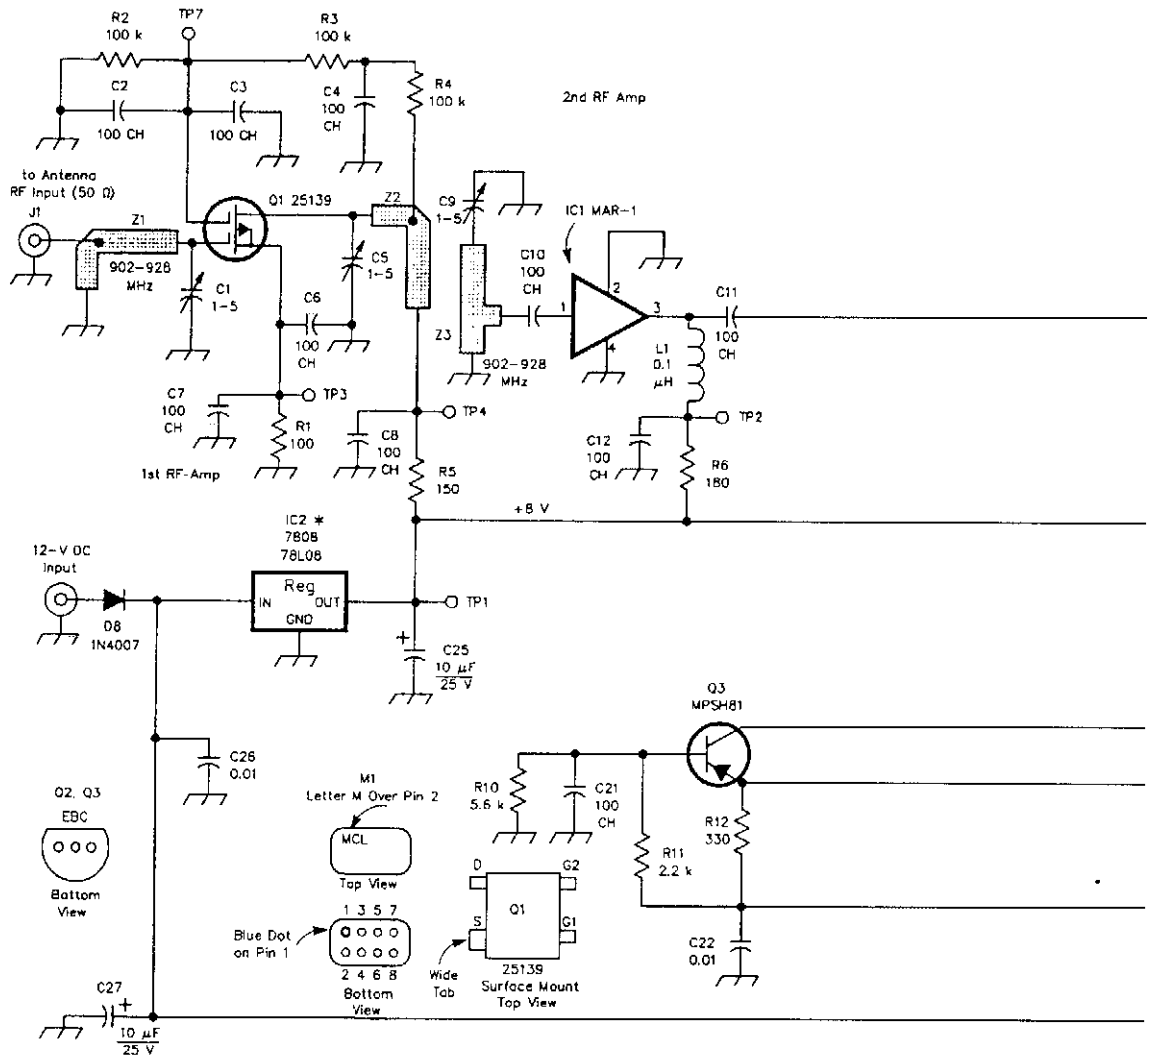 R2
100 k
TP7
R3
100 k
C2
100 CH
C3
100 CH
C4
100
CH
R4
100 k
2nd RF Amp
to Antenna
RF Input (50 Ω)
J1
Z1
902-928
MHz
Q1 25139
Z2
C1
1-5
C5
1-5
C6
100
CH
C9
1-5
Z3
902-928
MHz
IC1 MAR-1
C10
100
CH
1
2
3
4
C11
100
CH
L1
0.1
μH
C7
100
CH
TP3
R1
100
1st RF-Amp
C8
100
CH
TP4
R5
150
C12
100
CH
TP2
R6
180
+8 V
12-V DC
Input
D8
1N4007
IC2 *
7808
78L08
Reg
IN
OUT
GND
TP1
+
C25
10 μF
25 V
C26
0.01
Q3
MPSH81
R10
5.6 k
C21
100
CH
R11
2.2 k
R12
330
C22
0.01
Q2, Q3
EBC
Bottom
View
M1
Letter M Over Pin 2
MCL
Top View
Blue Dot
on Pin 1
1 3 5 7
2 4 6 8
Bottom
View
D
G2
Q1
S
G1
Wide
Tab
25139
Surface Mount
Top View
C27
+
10 μF
25 V